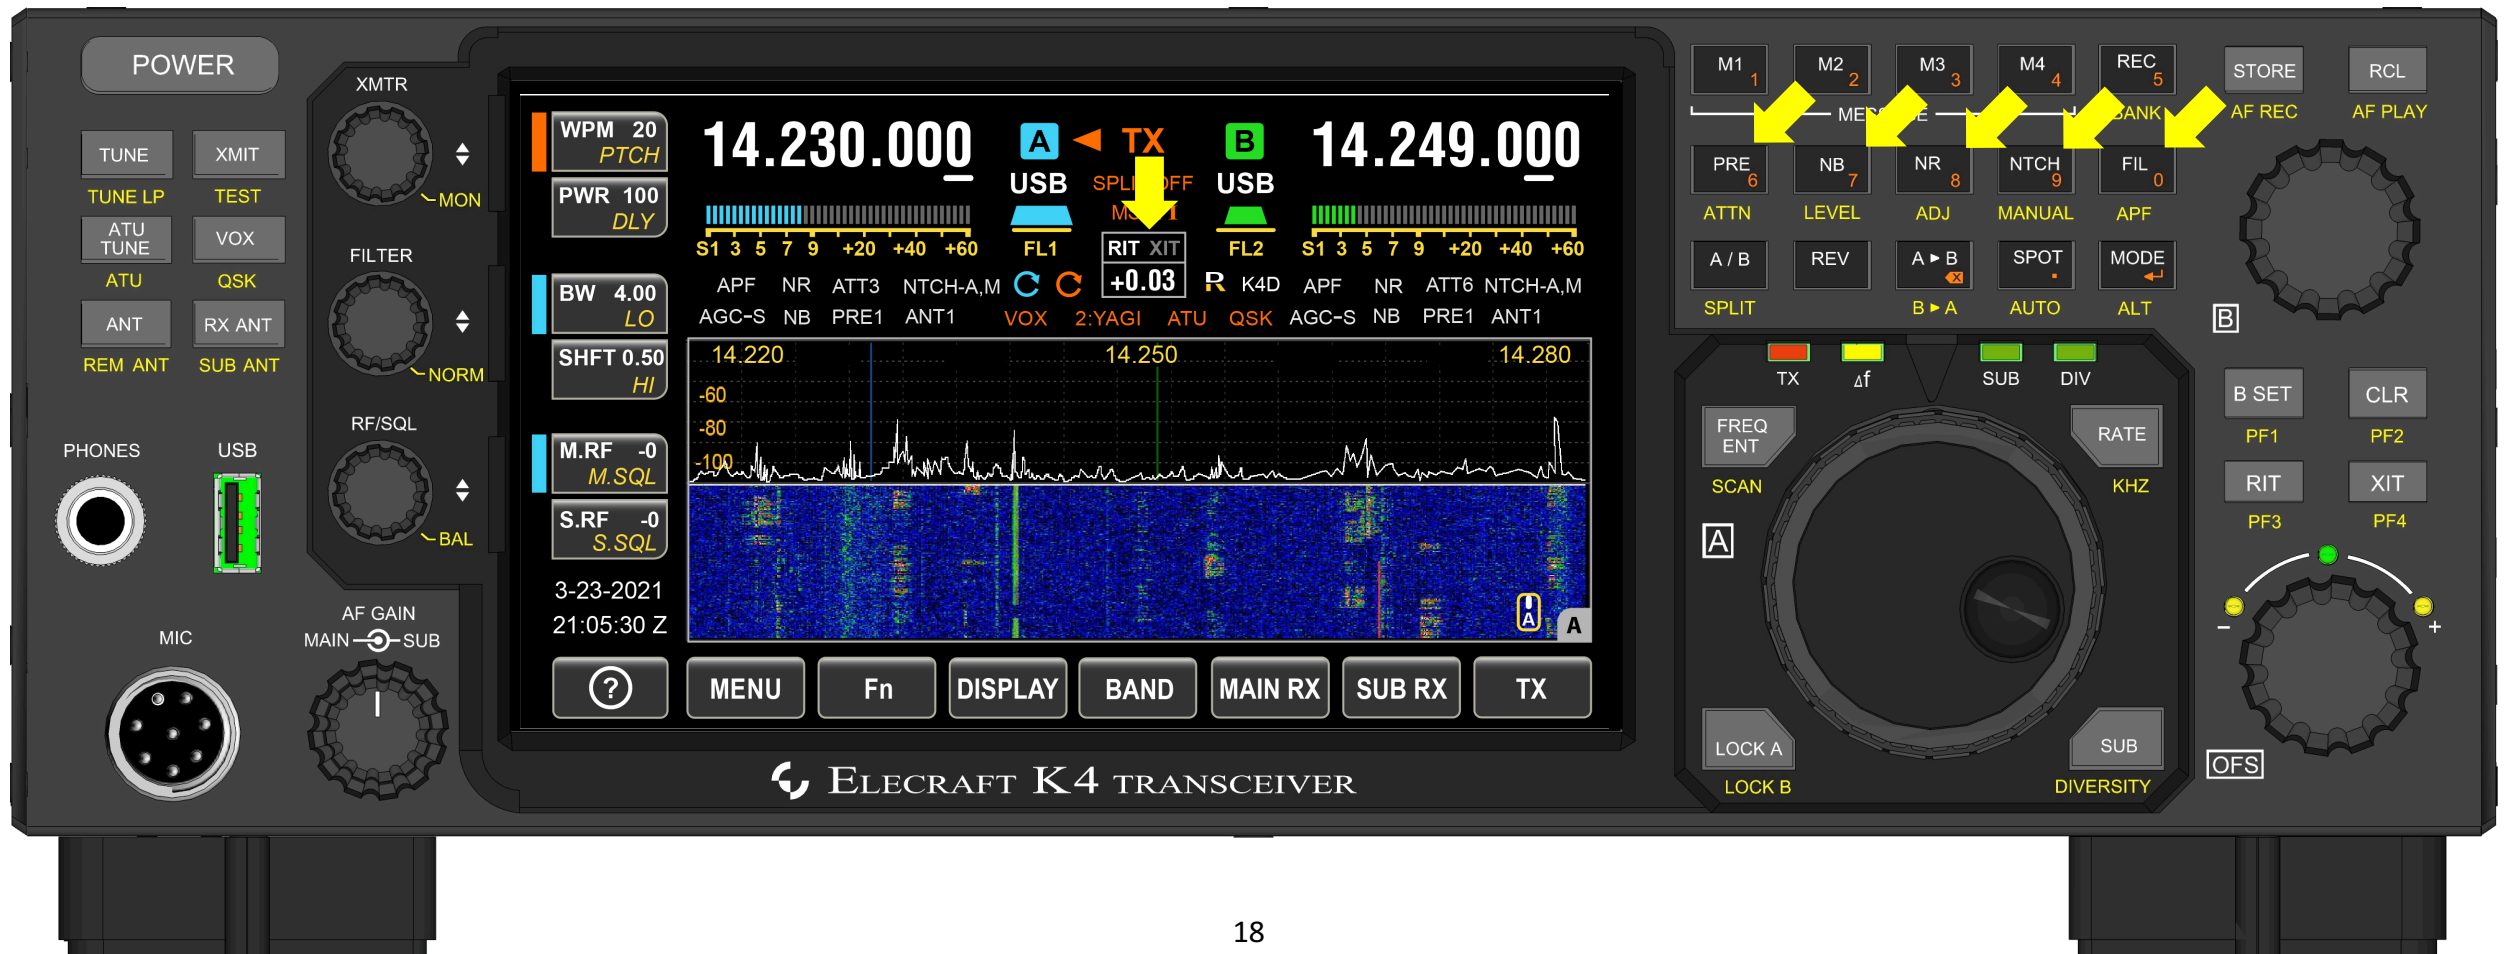 POWER
XMTR
TUNE XMIT
TUNE LP TEST
MON
ATU TUNE VOX
ATU QSK
FILTER
NORM
ANT RX ANT
REM ANT SUB ANT
RF/SQL
BAL
PHONES USB
MIC
AF GAIN
MAIN SUB
WPM 20
PTCH
PWR 100
DLY
BW 4.00
LO
SHFT 0.50
HI
M.RF -0
M.SQL
S.RF -0
S.SQL
3-23-2021
21:05:30 Z
14.230.000 A TX B 14.249.000
USB SPLIT OFF USB
S1 3 5 7 9 +20 +40 +60 FL1 RIT XIT FL2 S1 3 5 7 9 +20 +40 +60
+0.03
APF NR ATT3 NTCH-A,M R K4D APF NR ATT6 NTCH-A,M
AGC-S NB PRE1 ANT1 VOX 2:YAGI ATU QSK AGC-S NB PRE1 ANT1
14.220 14.250 14.280
-60
-80
-100
A
A
? MENU Fn DISPLAY BAND MAIN RX SUB RX TX
ELECRAFT K4 TRANSCEIVER
M1 1 M2 2 M3 3 M4 4 REC 5 STORE RCL
BANK AF REC AF PLAY
PRE 6 NB 7 NR 8 NTCH 9 FIL 0
ATTN LEVEL ADJ MANUAL APF
A / B REV A ► B SPOT . MODE
SPLIT B ► A AUTO ALT
B
TX Δf SUB DIV
FREQ ENT RATE
SCAN KHZ
A
LOCK A SUB
LOCK B DIVERSITY
B SET CLR
PF1 PF2
RIT XIT
PF3 PF4
- +
OFS
18